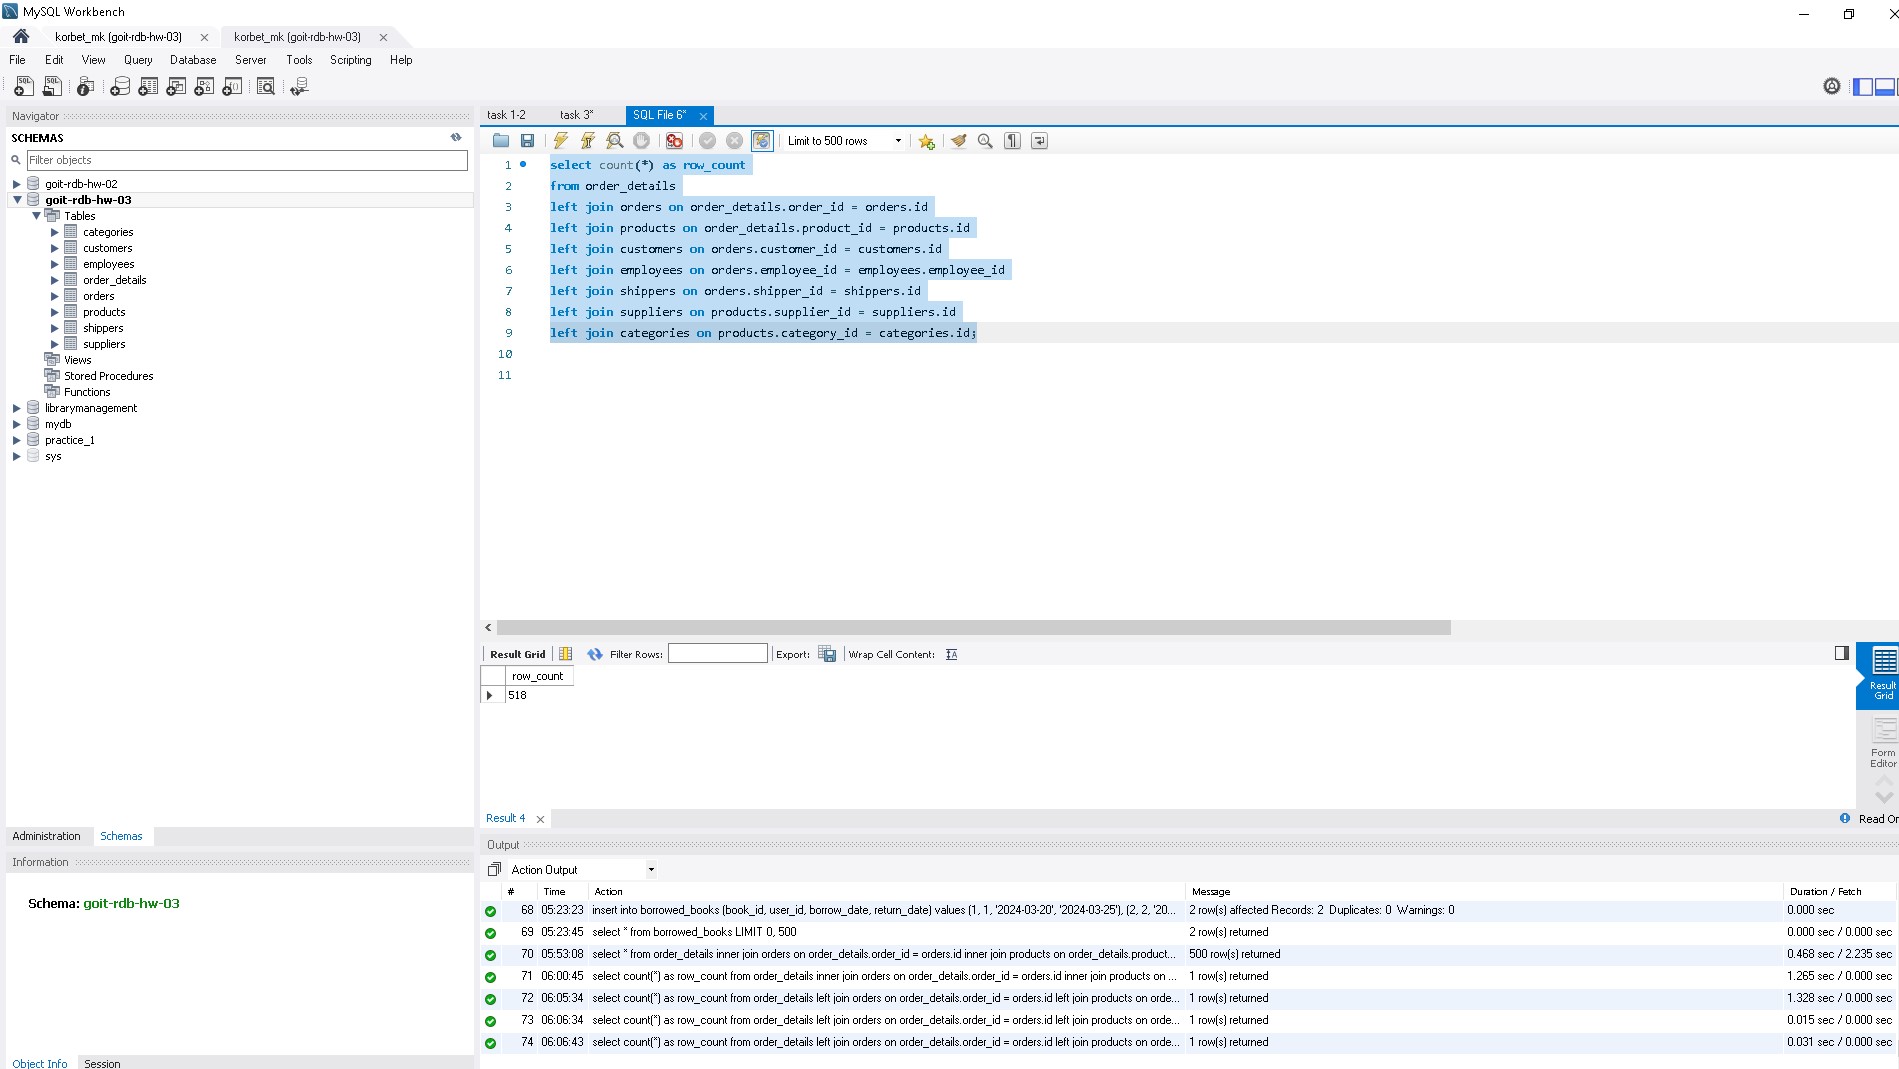 MySQL Workbench
korbet_mk (goit-rdb-hw-03)
korbet_mk (goit-rdb-hw-03)
File Edit View Query Database Server Tools Scripting Help
Navigator
SCHEMAS
Filter objects
goit-rdb-hw-02
goit-rdb-hw-03
Tables
categories
customers
employees
order_details
orders
products
shippers
suppliers
Views
Stored Procedures
Functions
librarymanagement
mydb
practice_1
sys
Administration Schemas
Information
Schema: goit-rdb-hw-03
Object Info Session
task 1-2 task 3* SQL File 6*
Limit to 500 rows
1 select count(*) as row_count
2 from order_details
3 left join orders on order_details.order_id = orders.id
4 left join products on order_details.product_id = products.id
5 left join customers on orders.customer_id = customers.id
6 left join employees on orders.employee_id = employees.employee_id
7 left join shippers on orders.shipper_id = shippers.id
8 left join suppliers on products.supplier_id = suppliers.id
9 left join categories on products.category_id = categories.id;
10
11
Result Grid Filter Rows: Export: Wrap Cell Content:
row_count
518
Result Grid
Form Editor
Result 4
Read On
Output
Action Output
# Time Action Message Duration / Fetch
68 05:23:23 insert into borrowed_books (book_id, user_id, borrow_date, return_date) values (1, 1, '2024-03-20', '2024-03-25'), (2, 2, '20... 2 row(s) affected Records: 2 Duplicates: 0 Warnings: 0 0.000 sec
69 05:23:45 select * from borrowed_books LIMIT 0, 500 2 row(s) returned 0.000 sec / 0.000 sec
70 05:53:08 select * from order_details inner join orders on order_details.order_id = orders.id inner join products on order_details.product... 500 row(s) returned 0.468 sec / 2.235 sec
71 06:00:45 select count(*) as row_count from order_details inner join orders on order_details.order_id = orders.id inner join products on ... 1 row(s) returned 1.265 sec / 0.000 sec
72 06:05:34 select count(*) as row_count from order_details left join orders on order_details.order_id = orders.id left join products on orde... 1 row(s) returned 1.328 sec / 0.000 sec
73 06:06:34 select count(*) as row_count from order_details left join orders on order_details.order_id = orders.id left join products on orde... 1 row(s) returned 0.015 sec / 0.000 sec
74 06:06:43 select count(*) as row_count from order_details left join orders on order_details.order_id = orders.id left join products on orde... 1 row(s) returned 0.031 sec / 0.000 sec